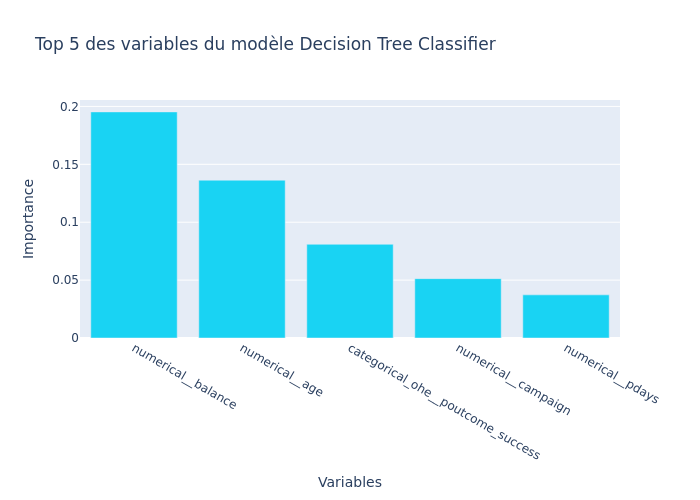 Top 5 des variables du modèle Decision Tree Classifier
Importance
0.2
0.15
0.1
0.05
0
numerical__balance
numerical__age
categorical_ohe__poutcome_success
numerical__campaign
numerical__pdays
Variables